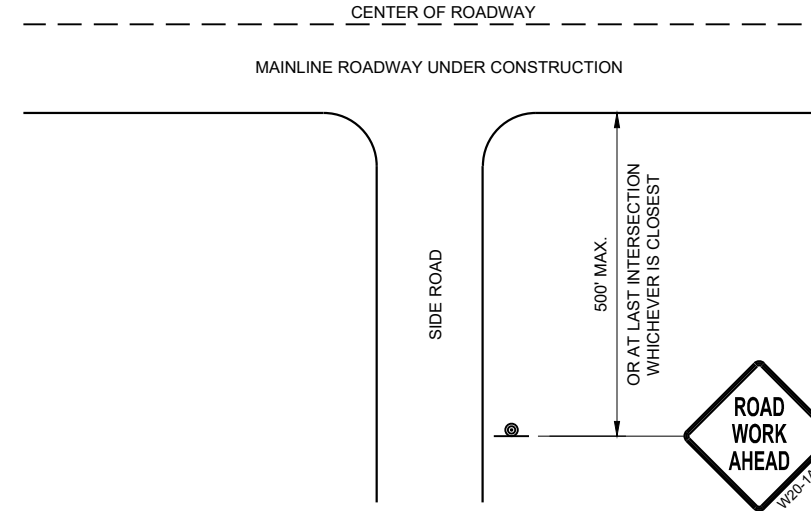 CENTER OF ROADWAY
MAINLINE ROADWAY UNDER CONSTRUCTION
SIDE ROAD
500' MAX.
OR AT LAST INTERSECTION
WHICHEVER IS CLOSEST
ROAD
WORK
AHEAD